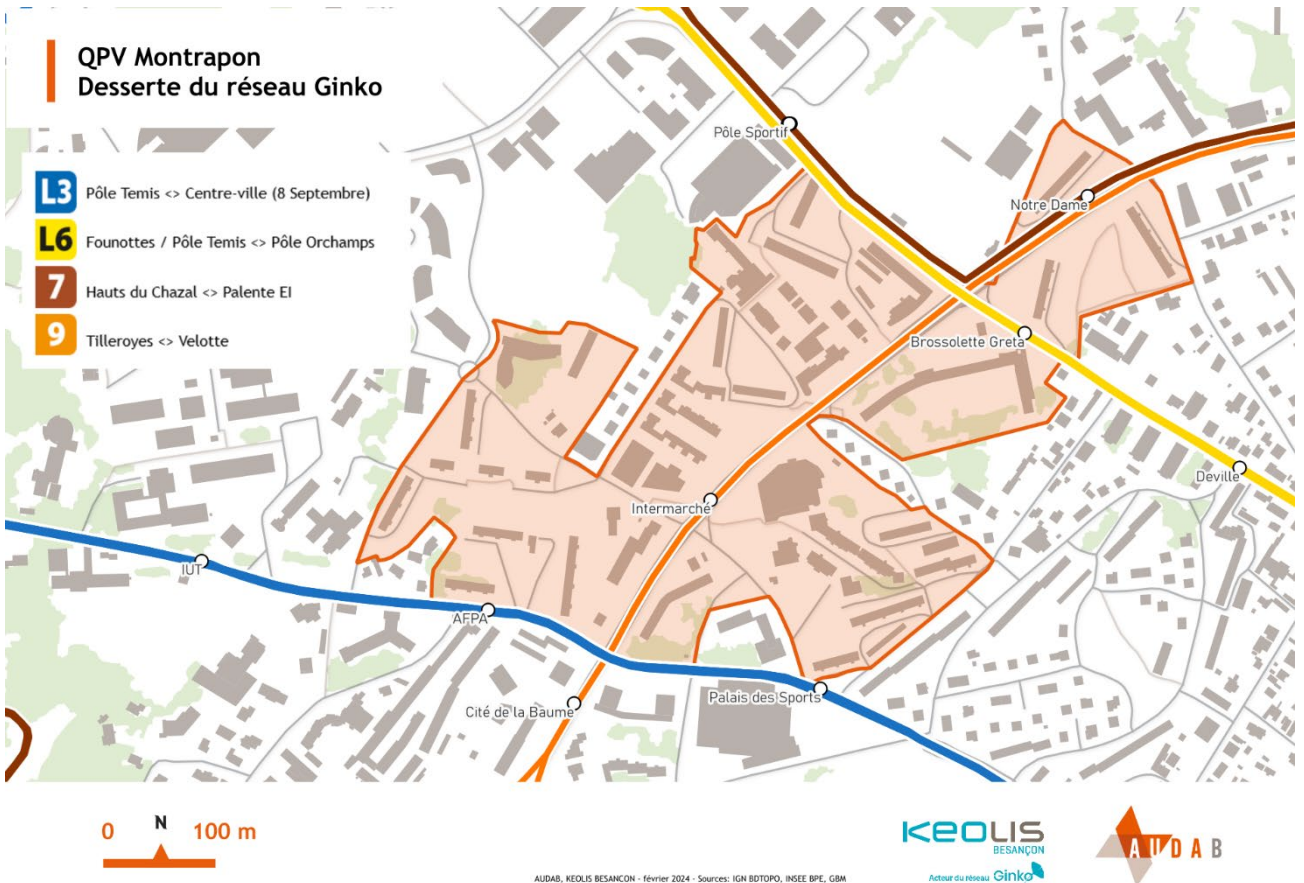 QPV Montrapon
Desserte du réseau Ginko
L3 Pôle Temis <> Centre-ville (8 Septembre)
L6 Founottes / Pôle Temis <> Pôle Orchamps
7 Hauts du Chazal <> Palente EI
9 Tilleroyes <> Velotte
Pôle Sportif
Notre Dame
Brossolette Greta
Deville
Intermarché
IUT
AFPA
Palais des Sports
Cité de la Baume
0 N 100 m
KEOLIS
BESANÇON
Acteur du réseau Ginko
AUDAB
AUDAB, KEOLIS BESANCON - février 2024 - Sources: IGN BDTOPO, INSEE BPE, GBM